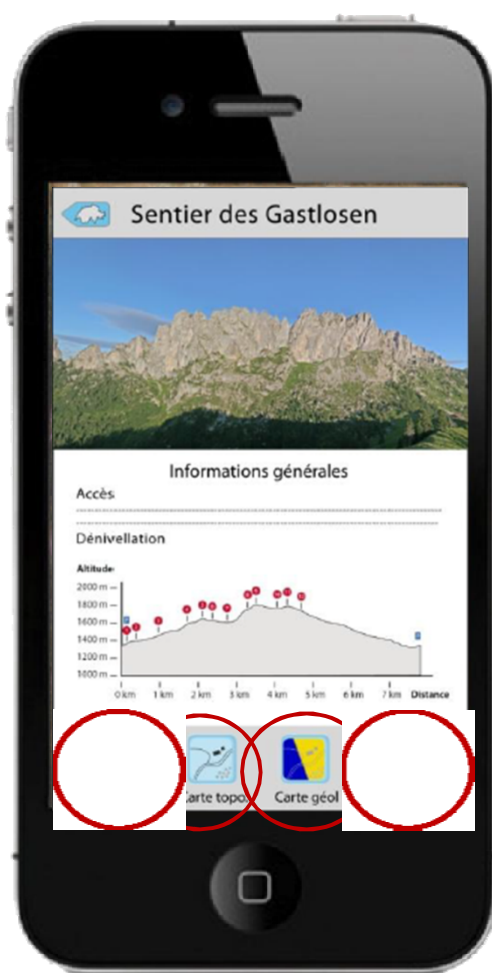 Sentier des Gastlosen
Informations générales
Accès
Dénivellation
Altitude
2000 m
1800 m
1600 m
1400 m
1200 m
1000 m
0 km 1 km 2 km 3 km 4 km 5 km 6 km 7 km Distance
Carte topo. Carte géol